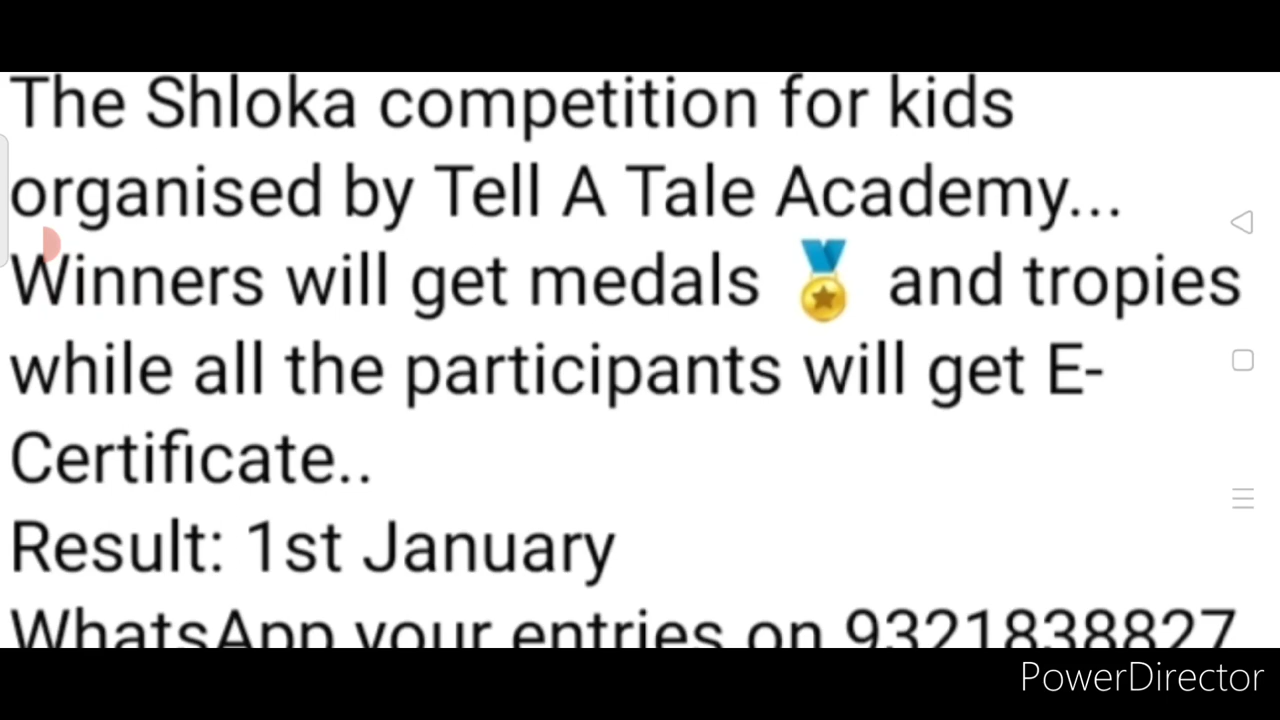 The Shloka competition for kids
organised by Tell A Tale Academy...
Winners will get medals 🏅 and tropies
while all the participants will get E-
Certificate..
Result: 1st January
WhatsApp your entries on 9321838827
PowerDirector